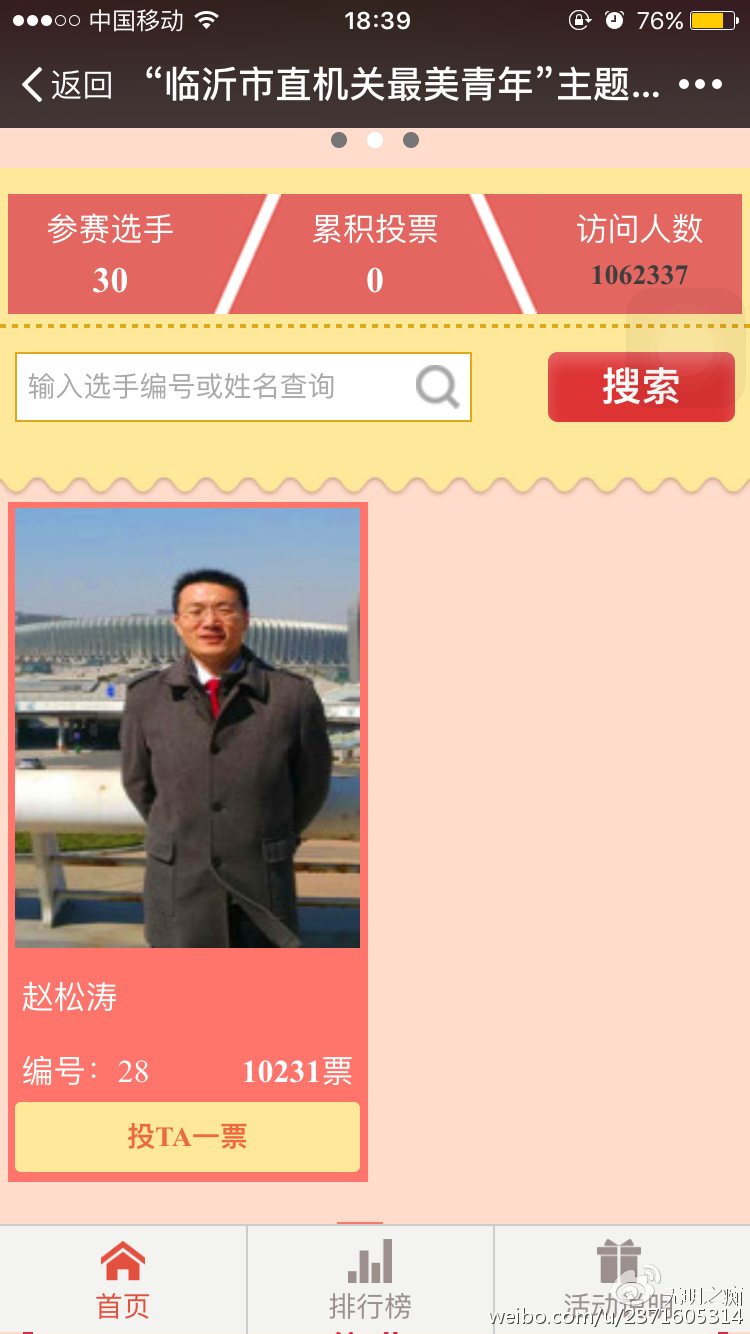 中国移动 18:39 76%
返回 “临沂市直机关最美青年”主题...
参赛选手 累积投票 访问人数
30 0 1062337
输入选手编号或姓名查询 搜索
赵松涛
编号：28 10231票
投TA一票
首页 排行榜 活动说明
weibo.com/u/2371605314